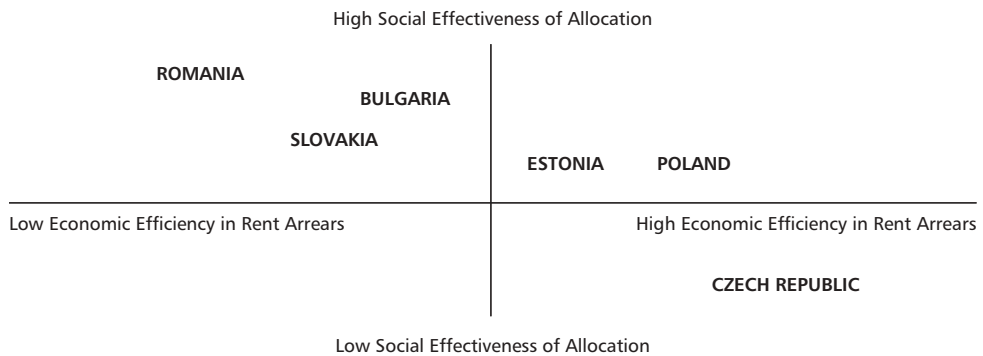 High Social Effectiveness of Allocation
ROMANIA
BULGARIA
SLOVAKIA
ESTONIA POLAND
Low Economic Efficiency in Rent Arrears High Economic Efficiency in Rent Arrears
CZECH REPUBLIC
Low Social Effectiveness of Allocation